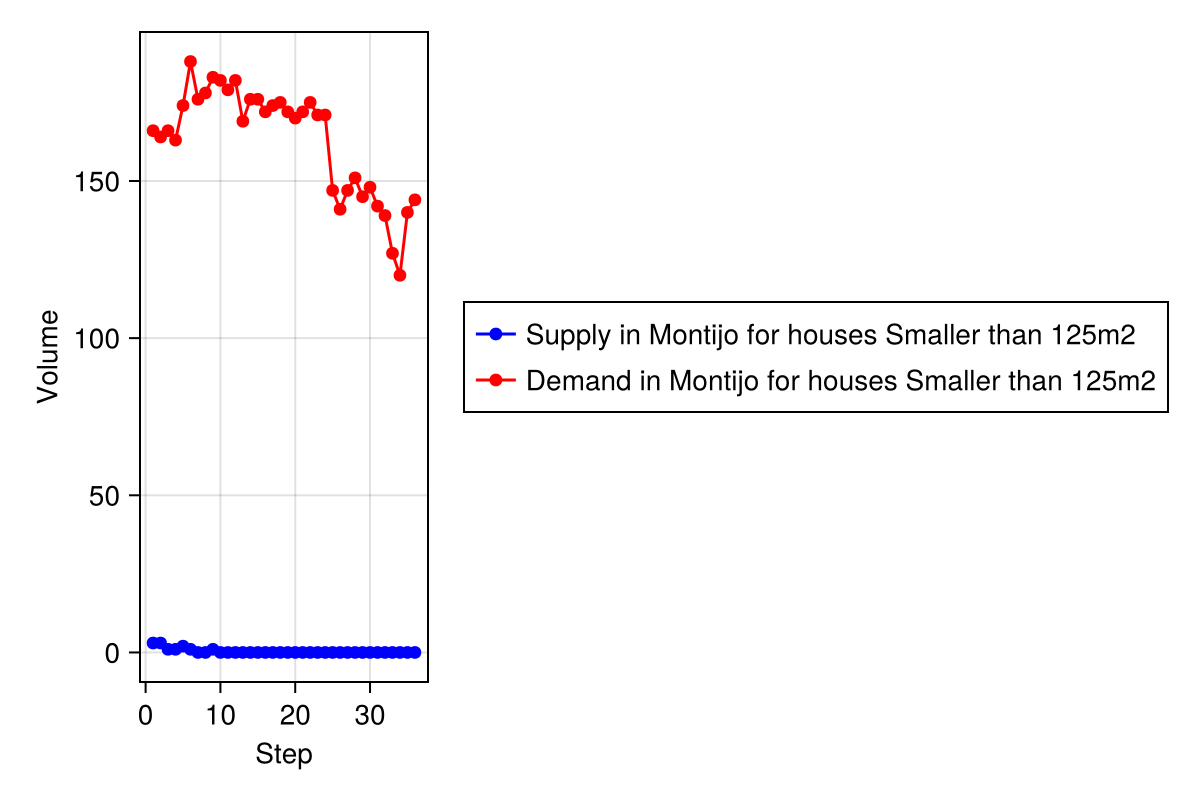 Volume
150
100
50
0
0 10 20 30
Step
Supply in Montijo for houses Smaller than 125m2
Demand in Montijo for houses Smaller than 125m2